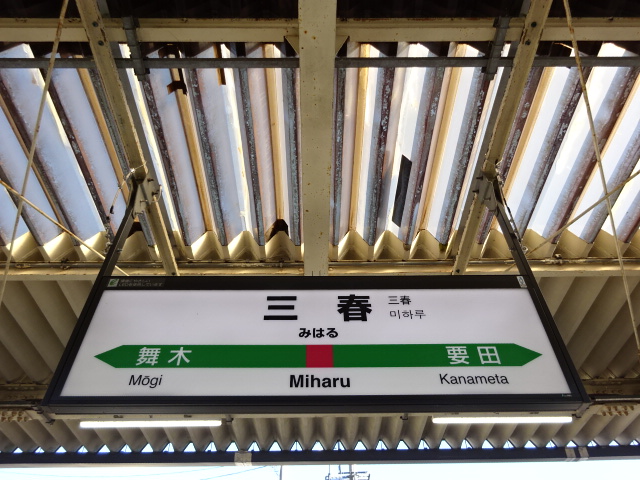 三春
三春
미하루
みはる
舞木
要田
Mōgi
Miharu
Kanameta